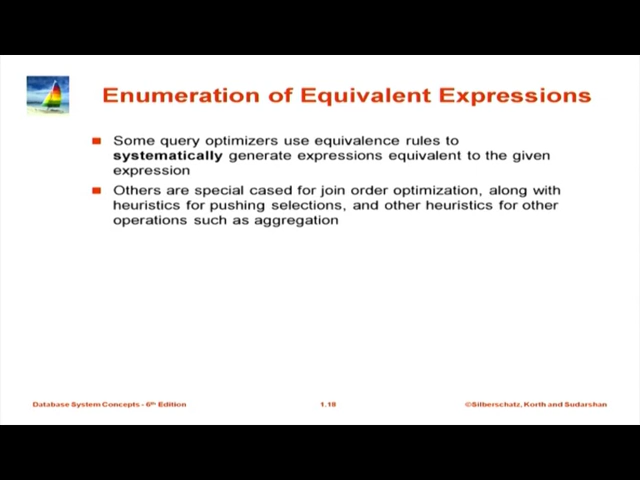 Enumeration of Equivalent Expressions
Some query optimizers use equivalence rules to
systematically generate expressions equivalent to the given
expression
Others are special cased for join order optimization, along with
heuristics for pushing selections, and other heuristics for other
operations such as aggregation
Database System Concepts - 6th Edition
1.18
©Silberschatz, Korth and Sudarshan